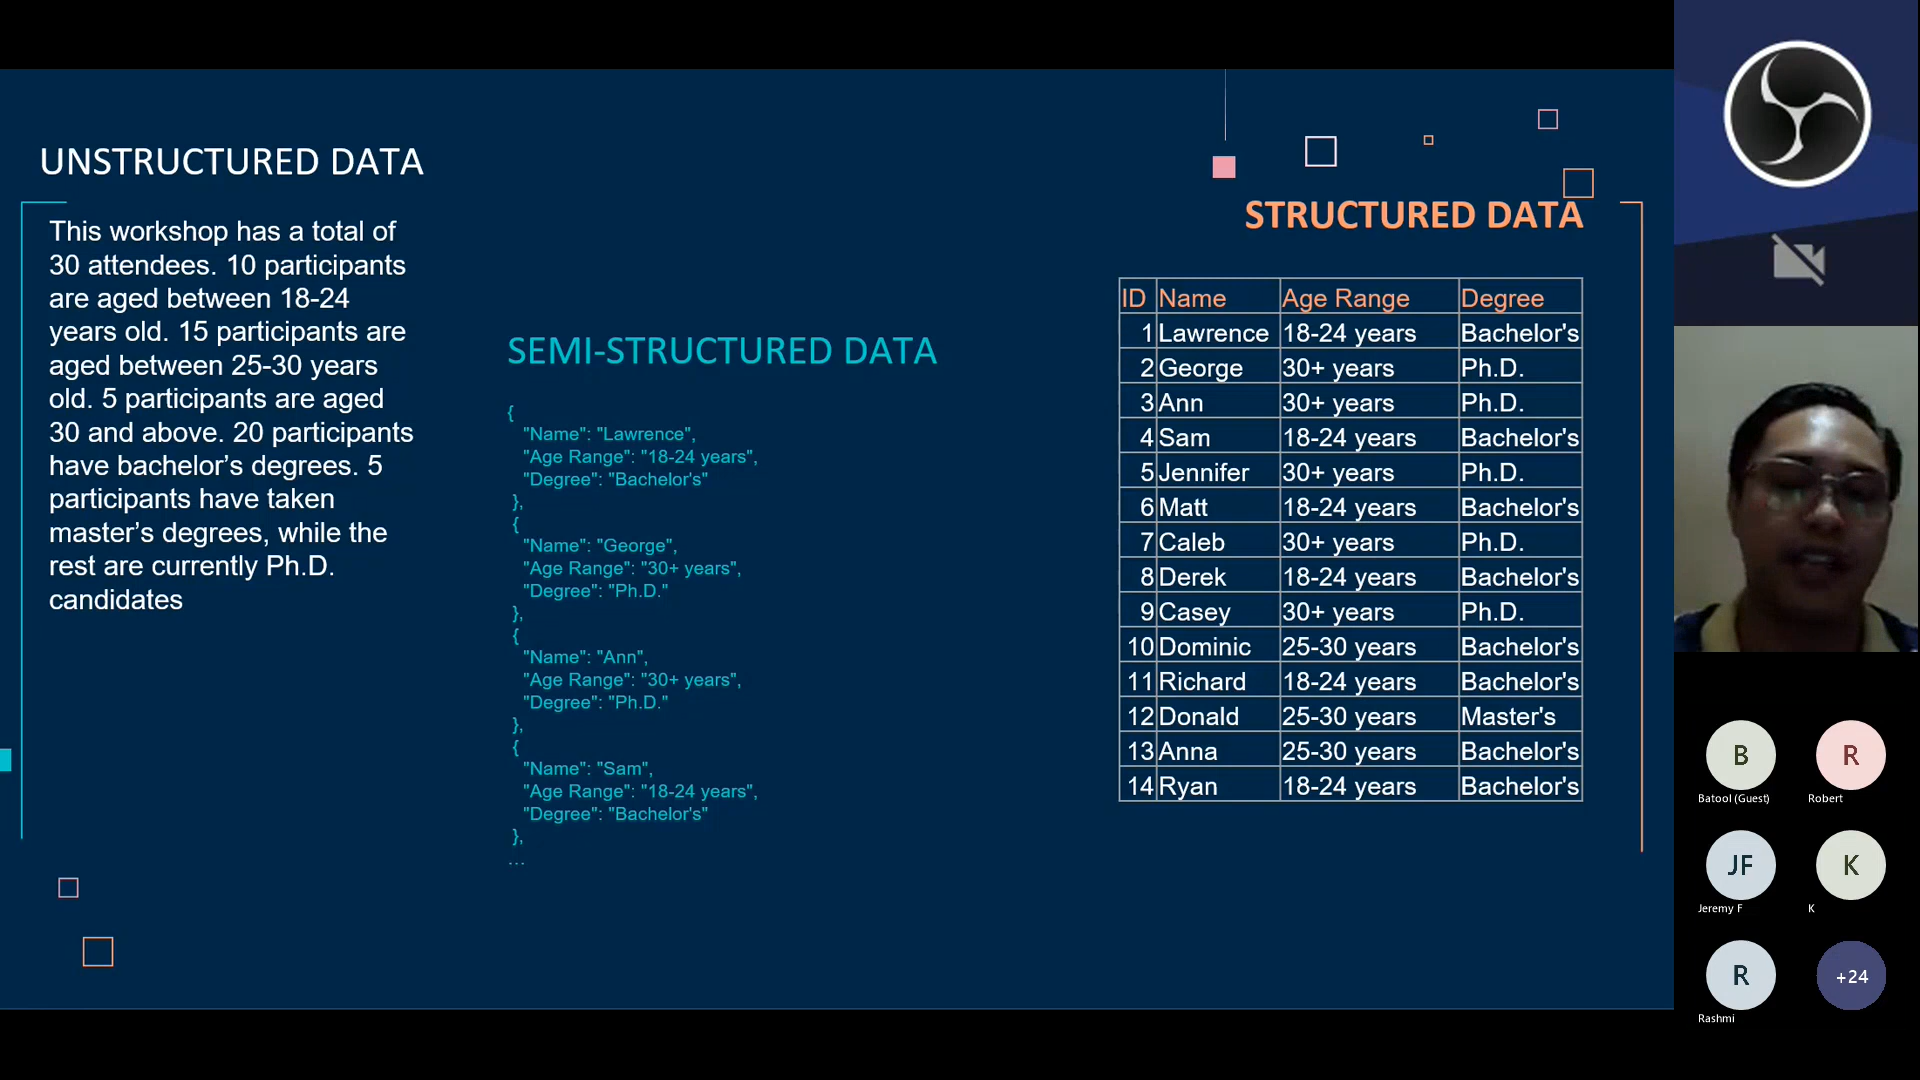 UNSTRUCTURED DATA
This workshop has a total of
30 attendees. 10 participants
are aged between 18-24
years old. 15 participants are
aged between 25-30 years
old. 5 participants are aged
30 and above. 20 participants
have bachelor’s degrees. 5
participants have taken
master’s degrees, while the
rest are currently Ph.D.
candidates
SEMI-STRUCTURED DATA
{
"Name": "Lawrence",
"Age Range": "18-24 years",
"Degree": "Bachelor's"
},
{
"Name": "George",
"Age Range": "30+ years",
"Degree": "Ph.D."
},
{
"Name": "Ann",
"Age Range": "30+ years",
"Degree": "Ph.D."
},
{
"Name": "Sam",
"Age Range": "18-24 years",
"Degree": "Bachelor's"
},
...
STRUCTURED DATA
ID Name Age Range Degree
1 Lawrence 18-24 years Bachelor's
2 George 30+ years Ph.D.
3 Ann 30+ years Ph.D.
4 Sam 18-24 years Bachelor's
5 Jennifer 30+ years Ph.D.
6 Matt 18-24 years Bachelor's
7 Caleb 30+ years Ph.D.
8 Derek 18-24 years Bachelor's
9 Casey 30+ years Ph.D.
10 Dominic 25-30 years Bachelor's
11 Richard 18-24 years Bachelor's
12 Donald 25-30 years Master's
13 Anna 25-30 years Bachelor's
14 Ryan 18-24 years Bachelor's
B R
Batool (Guest) Robert
JF K
Jeremy F K
R +24
Rashmi